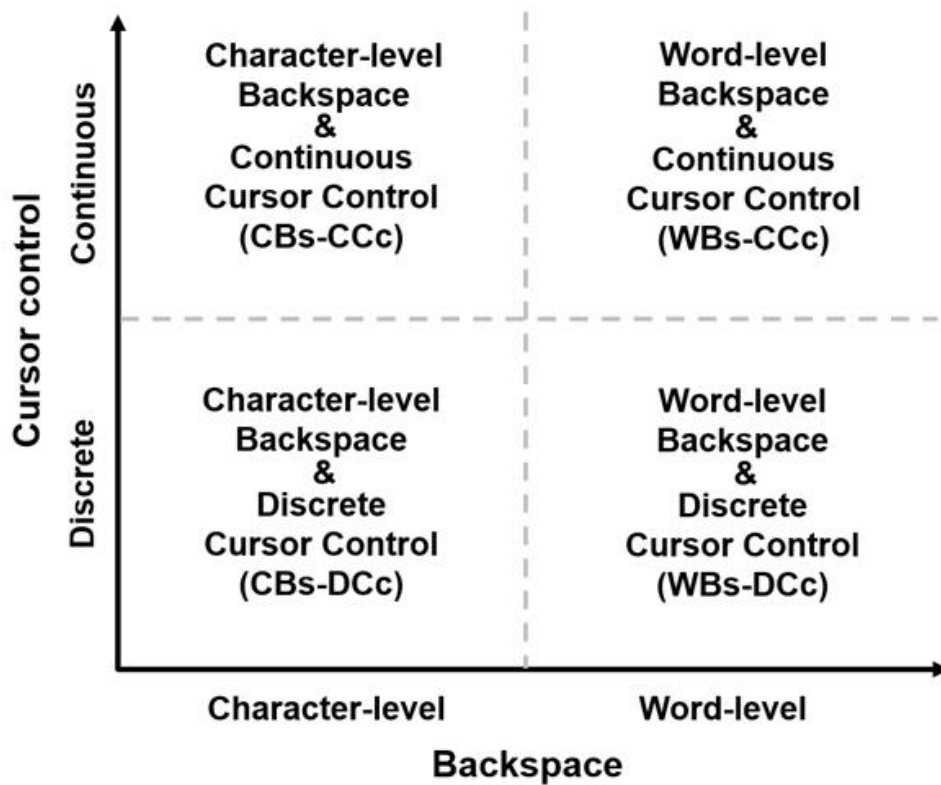 Cursor control
Continuous
Discrete
Character-level
Backspace
&
Continuous
Cursor Control
(CBs-CCc)
Word-level
Backspace
&
Continuous
Cursor Control
(WBs-CCc)
Character-level
Backspace
&
Discrete
Cursor Control
(CBs-DCc)
Word-level
Backspace
&
Discrete
Cursor Control
(WBs-DCc)
Character-level
Word-level
Backspace